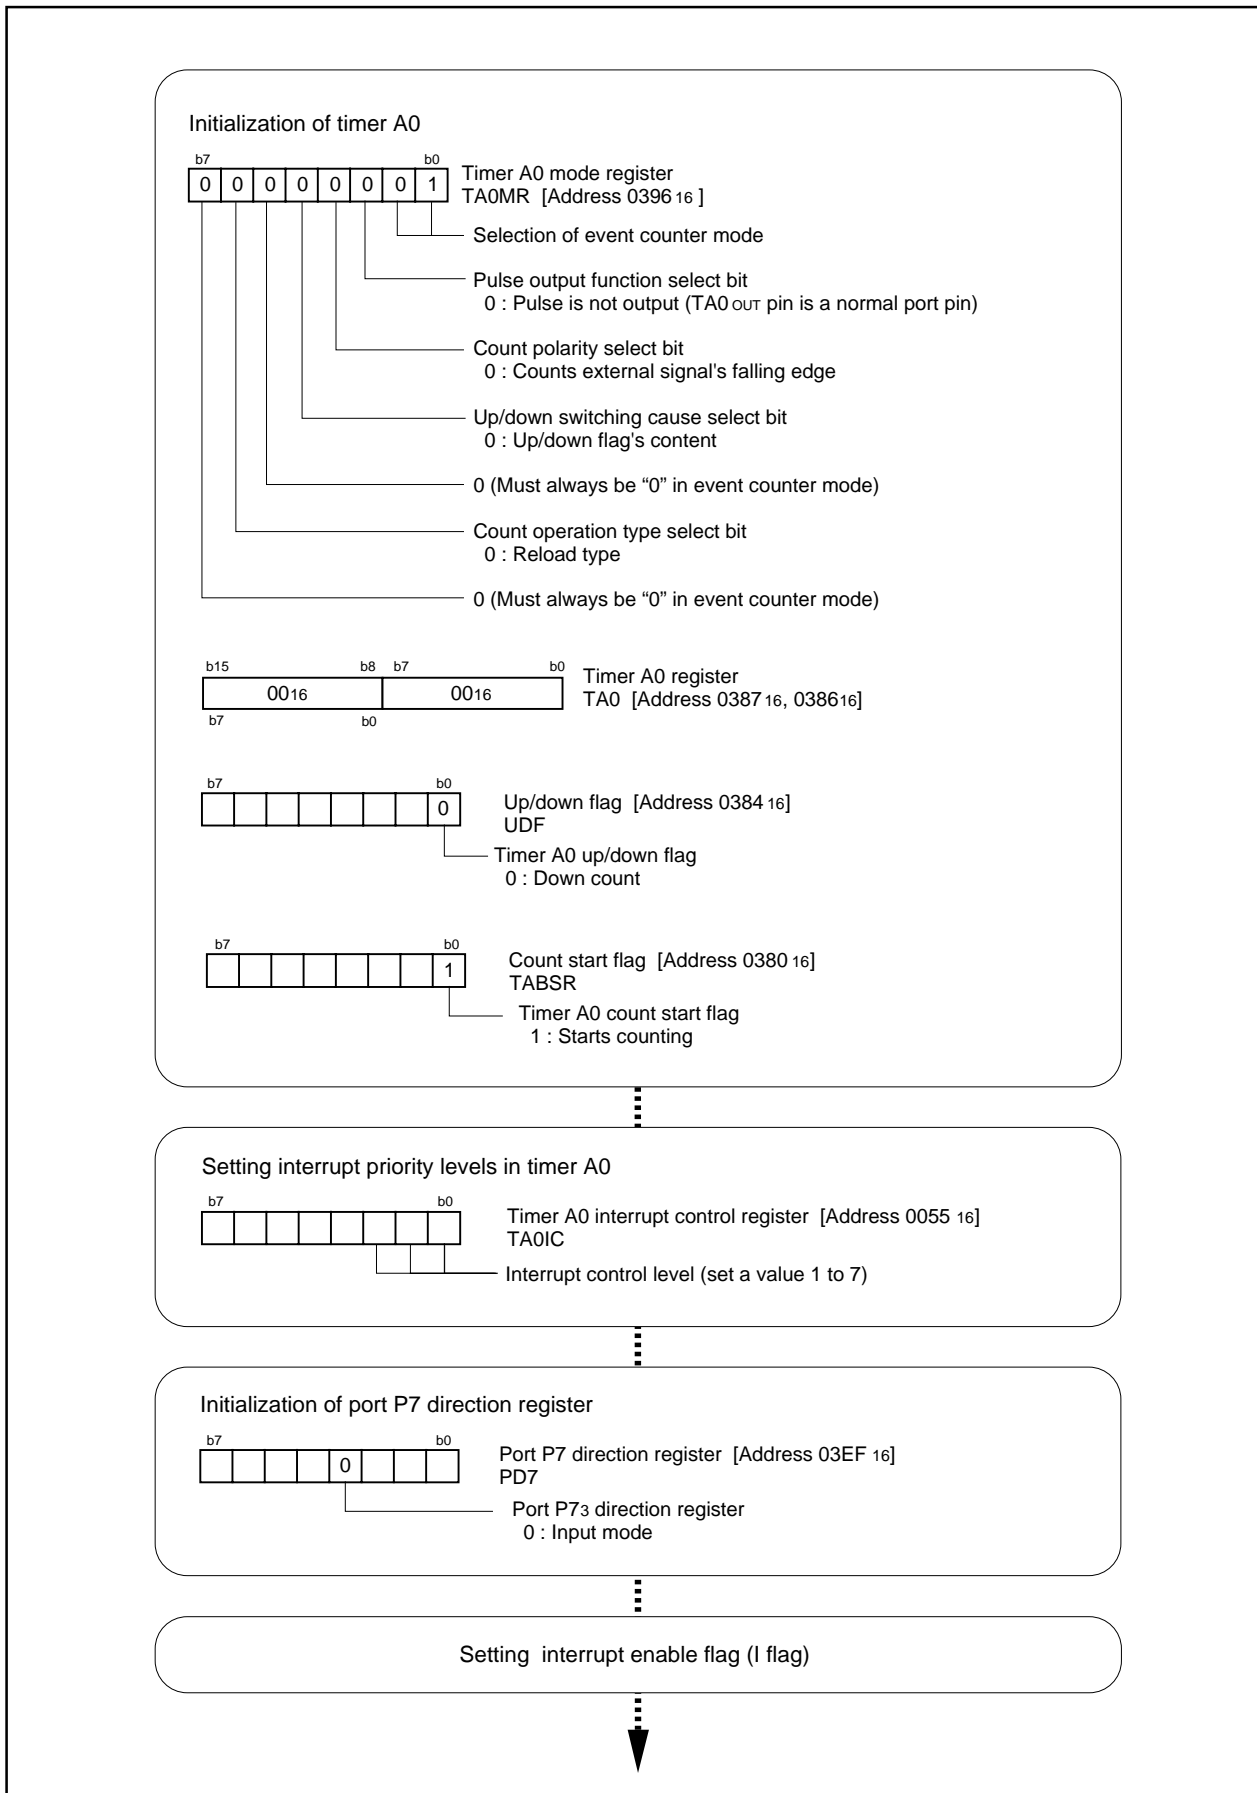 Initialization of timer A0
b7 b0
0 0 0 0 0 0 0 1
Timer A0 mode register
TA0MR [Address 0396 16 ]
Selection of event counter mode
Pulse output function select bit
0 : Pulse is not output (TA0 OUT pin is a normal port pin)
Count polarity select bit
0 : Counts external signal's falling edge
Up/down switching cause select bit
0 : Up/down flag's content
0 (Must always be “0” in event counter mode)
Count operation type select bit
0 : Reload type
0 (Must always be “0” in event counter mode)
b15 b8 b7 b0
0016 0016
b7 b0
Timer A0 register
TA0 [Address 0387 16, 038616]
b7 b0
0
Up/down flag [Address 0384 16]
UDF
Timer A0 up/down flag
0 : Down count
b7 b0
1
Count start flag [Address 0380 16]
TABSR
Timer A0 count start flag
1 : Starts counting
Setting interrupt priority levels in timer A0
b7 b0
Timer A0 interrupt control register [Address 0055 16]
TA0IC
Interrupt control level (set a value 1 to 7)
Initialization of port P7 direction register
b7 b0
0
Port P7 direction register [Address 03EF 16]
PD7
Port P73 direction register
0 : Input mode
Setting interrupt enable flag (I flag)